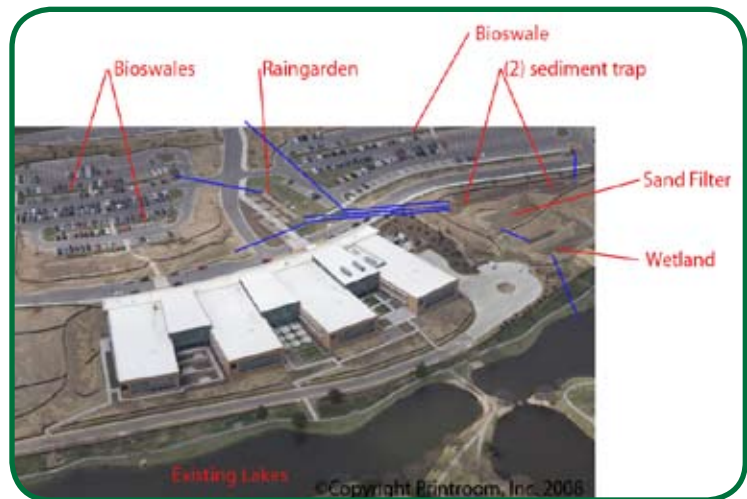 Bioswale
Bioswales
Raingarden
(2) sediment trap
Sand Filter
Wetland
Existing Lakes
©Copyright Printroom, Inc. 2008